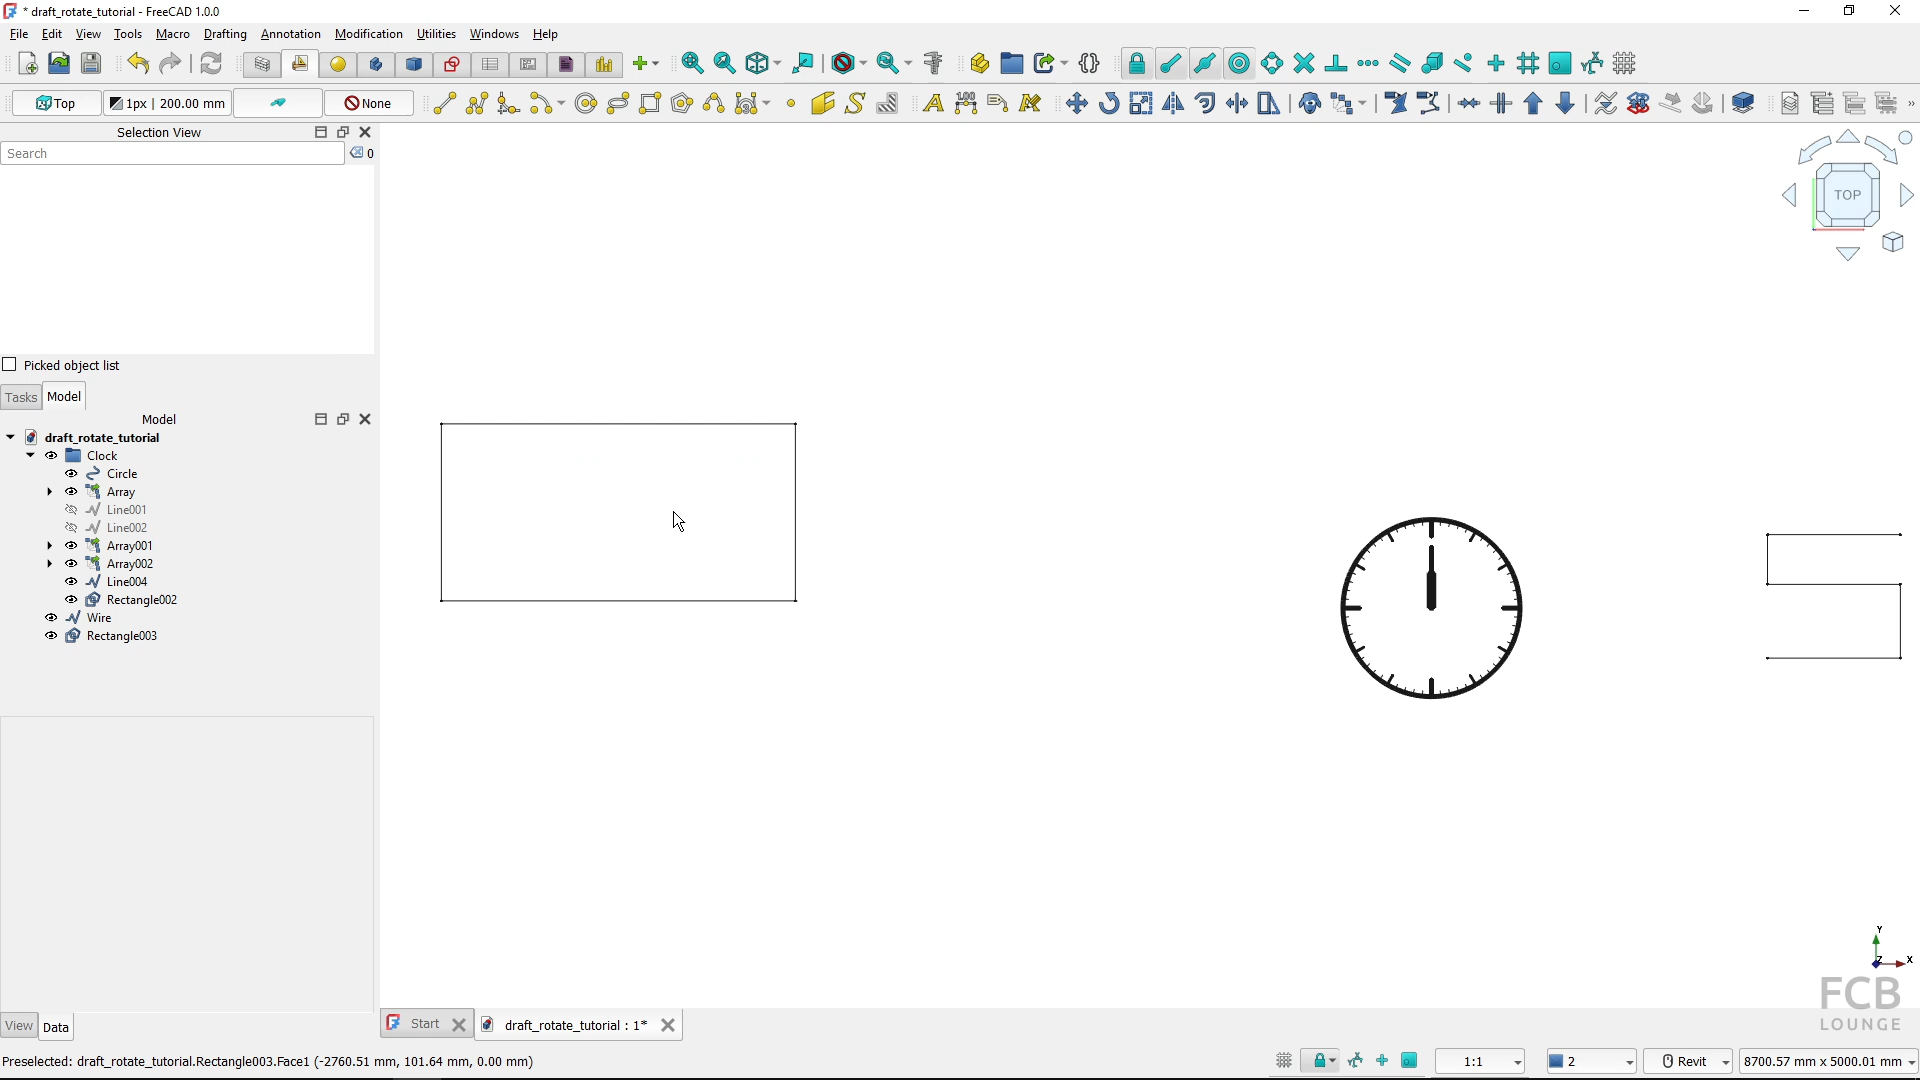 * draft_rotate_tutorial - FreeCAD 1.0.0
File Edit View Tools Macro Drafting Annotation Modification Utilities Windows Help
Top 1px | 200.00 mm None
1.00
Selection View
Search 0
Picked object list
Tasks Model
Model
draft_rotate_tutorial
Clock
Circle
Array
Line001
Line002
Array001
Array002
Line004
Rectangle002
Wire
Rectangle003
TOP
Y
Z X
FCB
LOUNGE
View Data
Start draft_rotate_tutorial : 1*
Preselected: draft_rotate_tutorial.Rectangle003.Face1 (-2760.51 mm, 101.64 mm, 0.00 mm)
1:1 2 Revit 8700.57 mm x 5000.01 mm